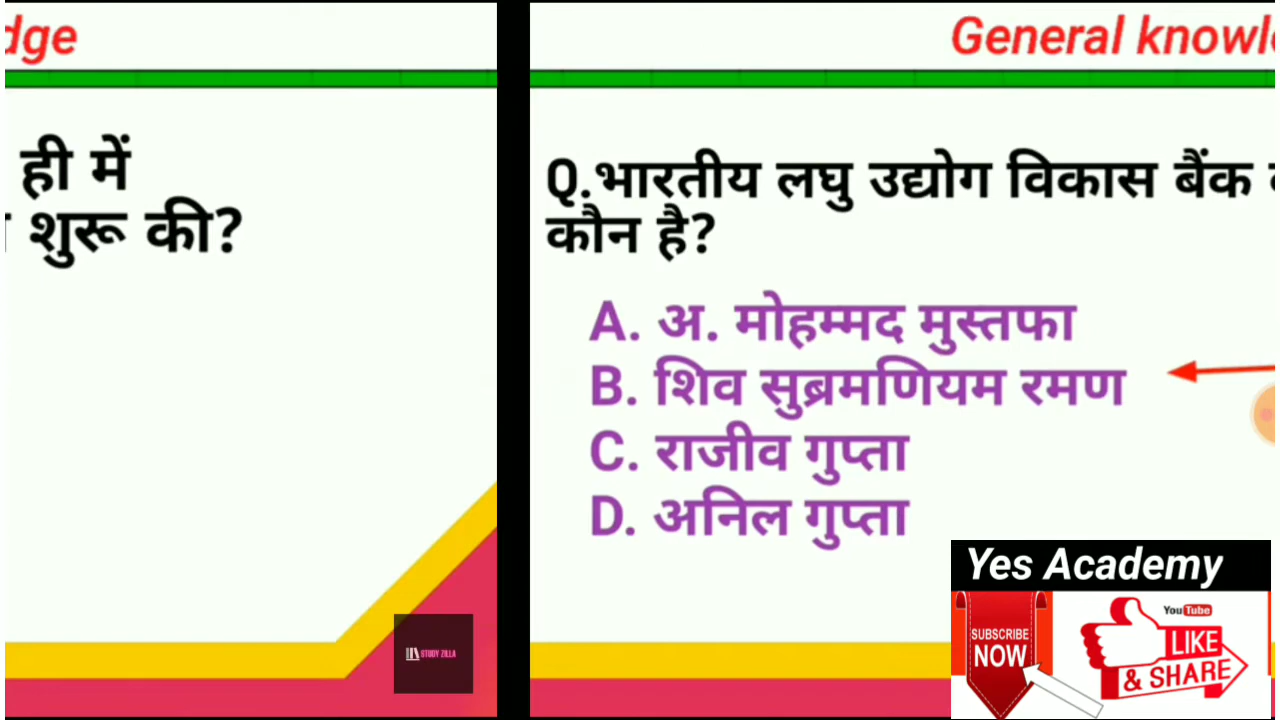 dge
ही में
शुरू की?
STUDY ZILLA
General knowle
Q.भारतीय लघु उद्योग विकास बैंक
कौन है?
A. अ. मोहम्मद मुस्तफा
B. शिव सुब्रमणियम रमण
C. राजीव गुप्ता
D. अनिल गुप्ता
Yes Academy
SUBSCRIBE
NOW
YouTube
LIKE
& SHARE